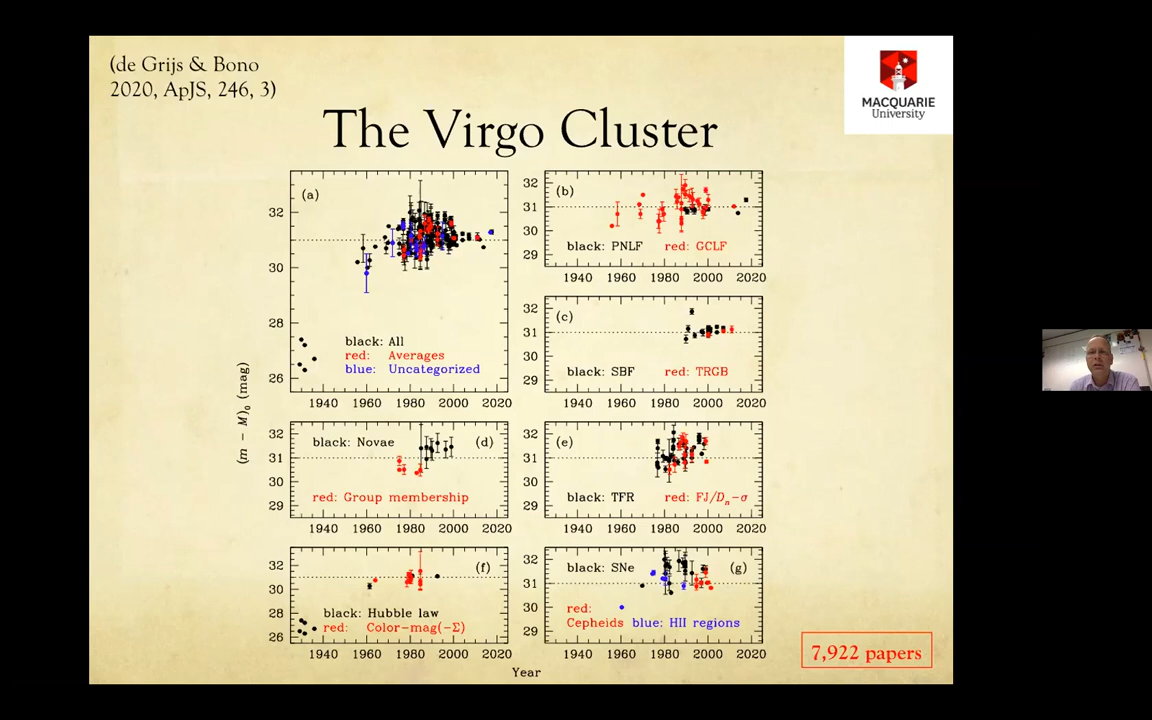 (de Grijs & Bono
2020, ApJS, 246, 3)
MACQUARIE
University
The Virgo Cluster
(m − M)₀ (mag)
(a)
32
30
28
26
black: All
red: Averages
blue: Uncategorized
1940 1960 1980 2000 2020
(b)
32
31
30
29
black: PNLF red: GCLF
1940 1960 1980 2000 2020
(c)
32
31
30
29
black: SBF red: TRGB
1940 1960 1980 2000 2020
black: Novae (d)
32
31
30
29
red: Group membership
1940 1960 1980 2000 2020
(e)
32
31
30
29
black: TFR red: FJ/Dₙ−σ
1940 1960 1980 2000 2020
(f)
32
30
28
26
black: Hubble law
red: Color−mag(−Σ)
1940 1960 1980 2000 2020
black: SNe (g)
32
31
30
29
red:
Cepheids blue: HII regions
1940 1960 1980 2000 2020
Year
7,922 papers